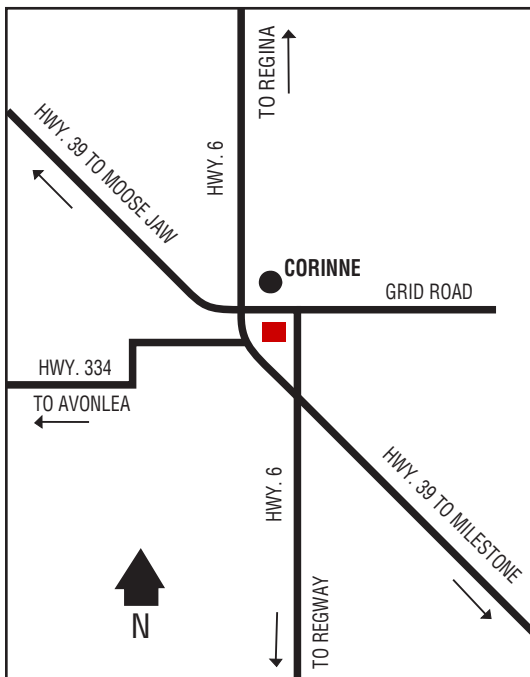 TO REGINA
HWY. 39 TO MOOSE JAW
HWY. 6
CORINNE
GRID ROAD
HWY. 334
TO AVONLEA
HWY. 6
HWY. 39 TO MILESTONE
TO REGWAY
N